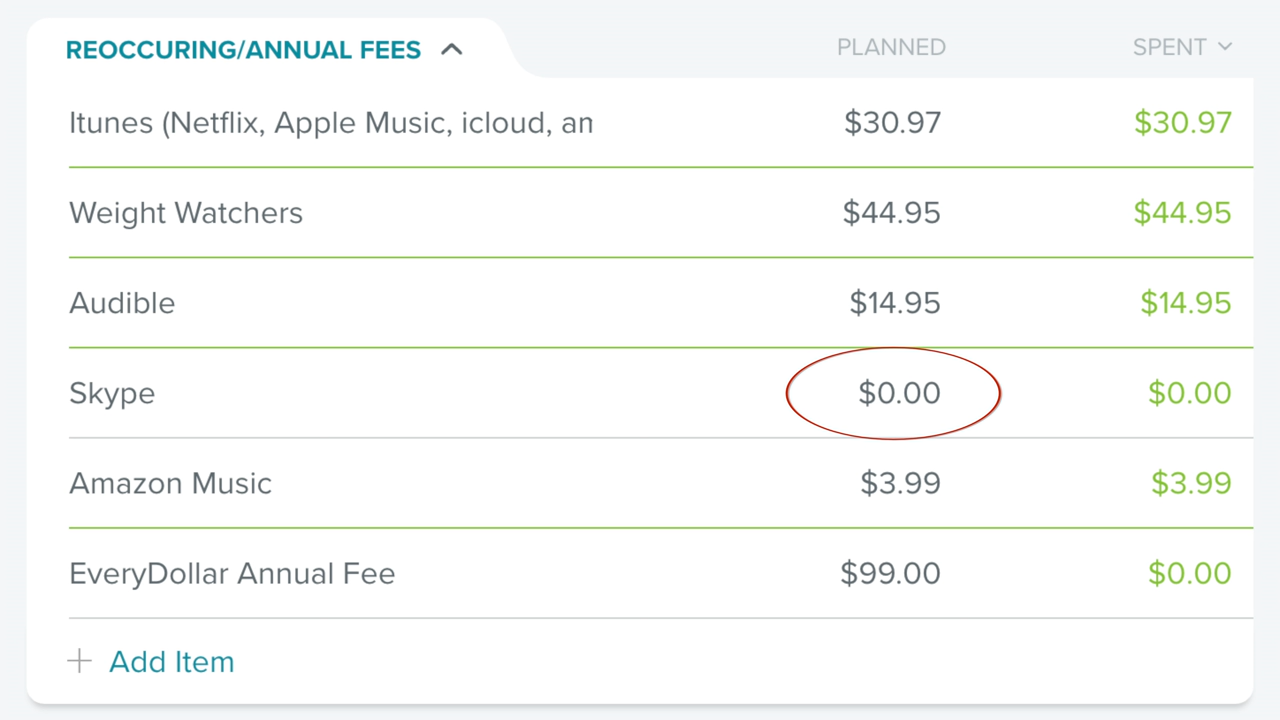 REOCCURING/ANNUAL FEES PLANNED SPENT
Itunes (Netflix, Apple Music, icloud, an $30.97 $30.97
Weight Watchers $44.95 $44.95
Audible $14.95 $14.95
Skype $0.00 $0.00
Amazon Music $3.99 $3.99
EveryDollar Annual Fee $99.00 $0.00
+ Add Item